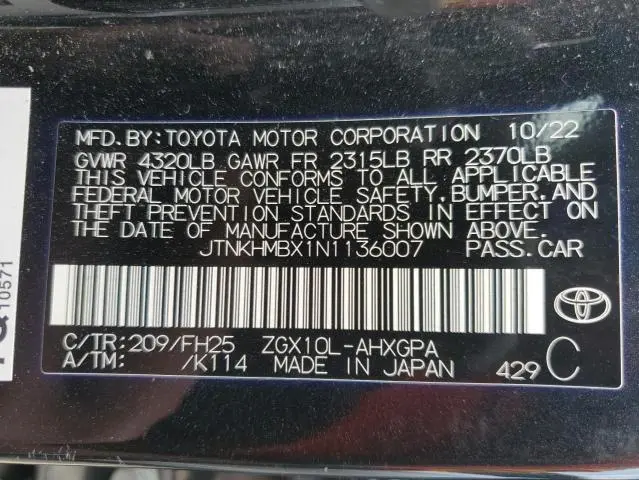 MFD. BY: TOYOTA MOTOR CORPORATION 10/22
GVWR 4320LB GAWR FR 2315LB RR 2370LB
THIS VEHICLE CONFORMS TO ALL APPLICABLE
FEDERAL MOTOR VEHICLE SAFETY, BUMPER, AND
THEFT PREVENTION STANDARDS IN EFFECT ON
THE DATE OF MANUFACTURE SHOWN ABOVE.
JTNKHMBX1N1136007 PASS. CAR
C/TR: 209/FH25 ZGX10L-AHXGPA
A/TM: /K114 MADE IN JAPAN 429 C
10571